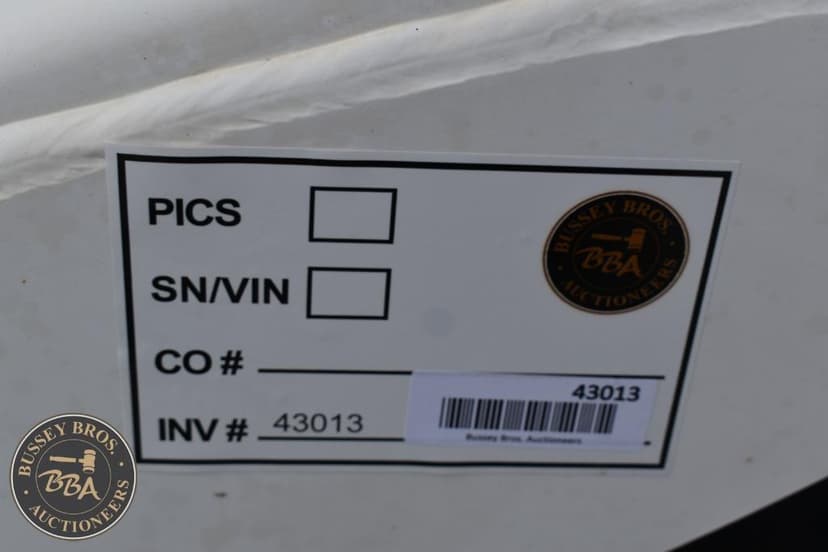 PICS
SN/VIN
CO #
INV # 43013
43013
Bussey Bros. Auctioneers
BUSSEY BROS.
BBA
AUCTIONEERS
BUSSEY BROS.
BBA
AUCTIONEERS